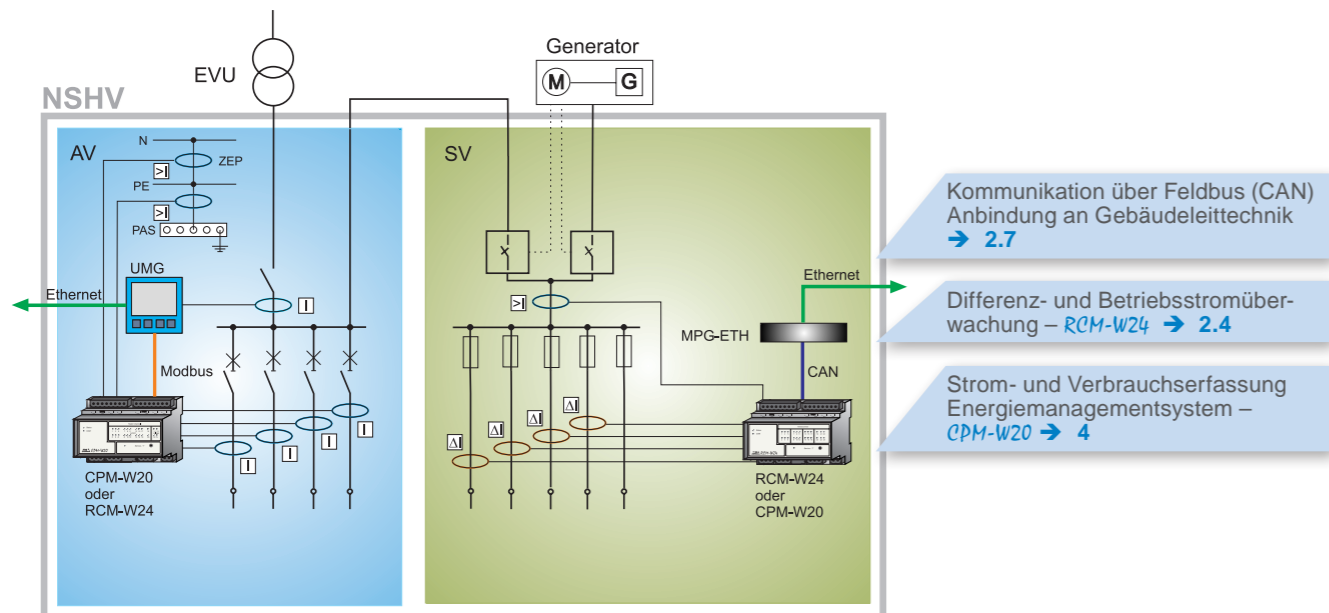 Generator
M
G
EVU
NSHV
AV
N
ZEP
>I
PE
>I
PAS
UMG
Ethernet
I
Modbus
I
I
I
I
CPM-W20
oder
RCM-W24
SV
>I
Ethernet
MPG-ETH
CAN
ΔI
ΔI
ΔI
ΔI
RCM-W24
oder
CPM-W20
Kommunikation über Feldbus (CAN)
Anbindung an Gebäudeleittechnik
➔ 2.7
Differenz- und Betriebsstromüber-
wachung – RCM-W24 ➔ 2.4
Strom- und Verbrauchserfassung
Energiemanagementsystem –
CPM-W20 ➔ 4